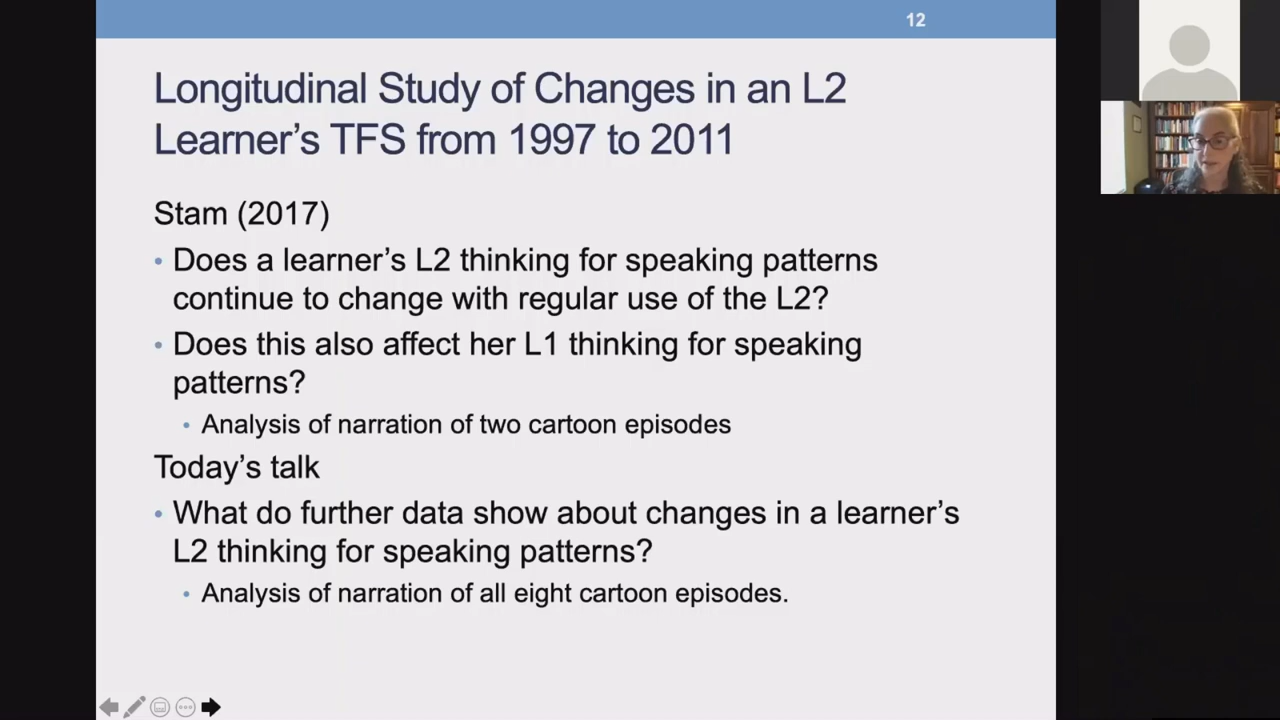 12
Longitudinal Study of Changes in an L2
Learner’s TFS from 1997 to 2011
Stam (2017)
• Does a learner’s L2 thinking for speaking patterns
continue to change with regular use of the L2?
• Does this also affect her L1 thinking for speaking
patterns?
• Analysis of narration of two cartoon episodes
Today’s talk
• What do further data show about changes in a learner’s
L2 thinking for speaking patterns?
• Analysis of narration of all eight cartoon episodes.